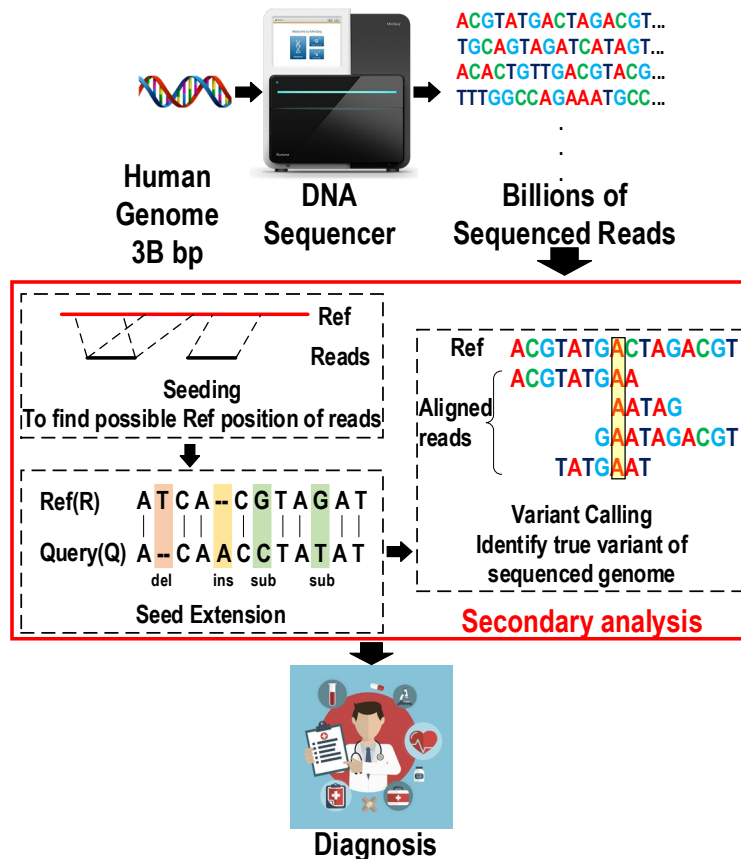 ACGTATGACTAGACGT...
TGCAGTAGATCATAGT...
ACACTGTTGACGTACG...
TTTGGCCAGAAATGCC...
.
.
.
Human
Genome
3B bp
DNA
Sequencer
Billions of
Sequenced Reads
Ref
Reads
Seeding
To find possible Ref position of reads
Ref(R) A T C A -- C G T A G A T
Query(Q) A -- C A A C C T A T A T
del ins sub sub
Seed Extension
Ref ACGTATGACTAGACGT
Aligned
reads
ACGTATGAA
AATAG
GAATAGACGT
TATGAAT
Variant Calling
Identify true variant of
sequenced genome
Secondary analysis
Diagnosis